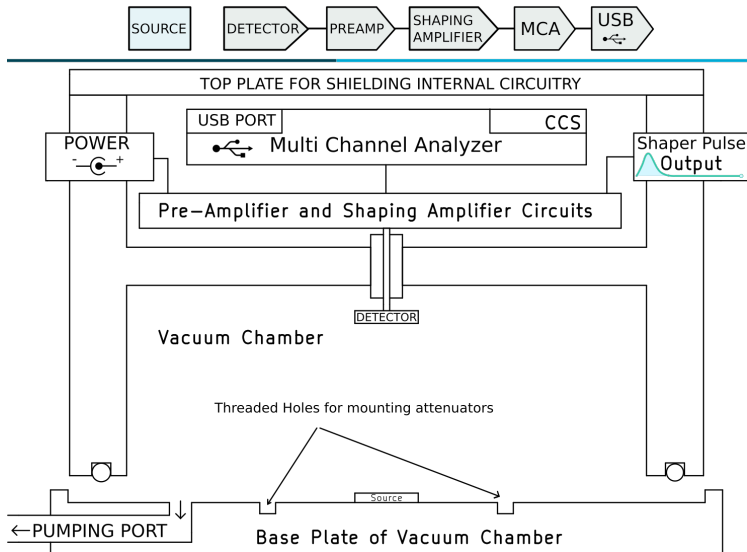 SOURCE
DETECTOR
PREAMP
SHAPING
AMPLIFIER
MCA
USB
TOP PLATE FOR SHIELDING INTERNAL CIRCUITRY
USB PORT
CCS
Multi Channel Analyzer
POWER
- +
Shaper Pulse
Output
Pre-Amplifier and Shaping Amplifier Circuits
DETECTOR
Vacuum Chamber
Threaded Holes for mounting attenuators
Source
←PUMPING PORT
Base Plate of Vacuum Chamber